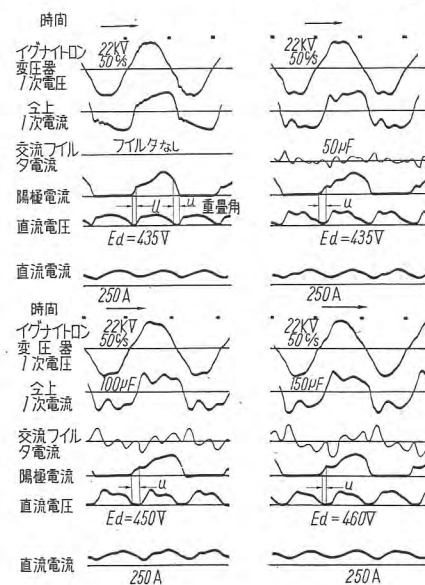 時間
イグナイトロン
変圧器
1次電圧
22KV
50%
今上
1次電流
交流フイル
タ電流
フイルタなし
陽極電流
u
u
重畳角
直流電圧
Ed=435V
直流電流
250A
22KV
50%
50μF
u
Ed=435V
250A
時間
イグナイトロン
変圧器
1次電圧
22KV
50%
今上
1次電流
100μF
交流フイル
タ電流
陽極電流
u
直流電圧
Ed=450V
直流電流
250A
22KV
50%
150μF
u
Ed=460V
250A